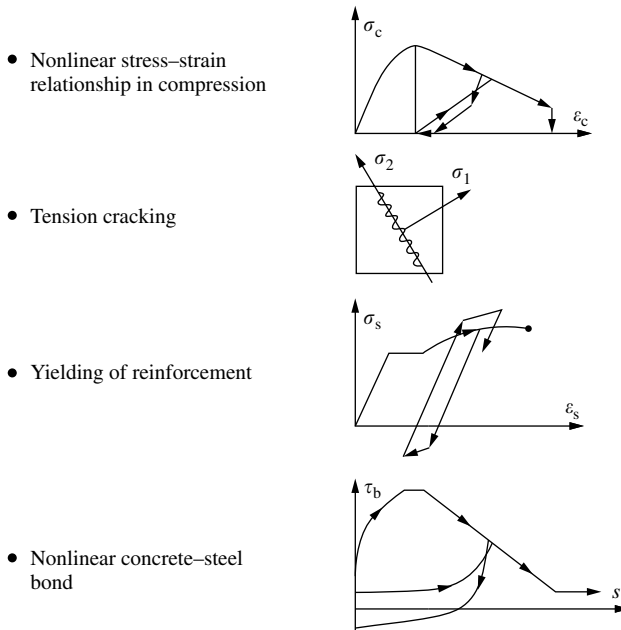 • Nonlinear stress–strain
relationship in compression
σc
εc
• Tension cracking
σ2
σ1
• Yielding of reinforcement
σs
εs
• Nonlinear concrete–steel
bond
τb
s